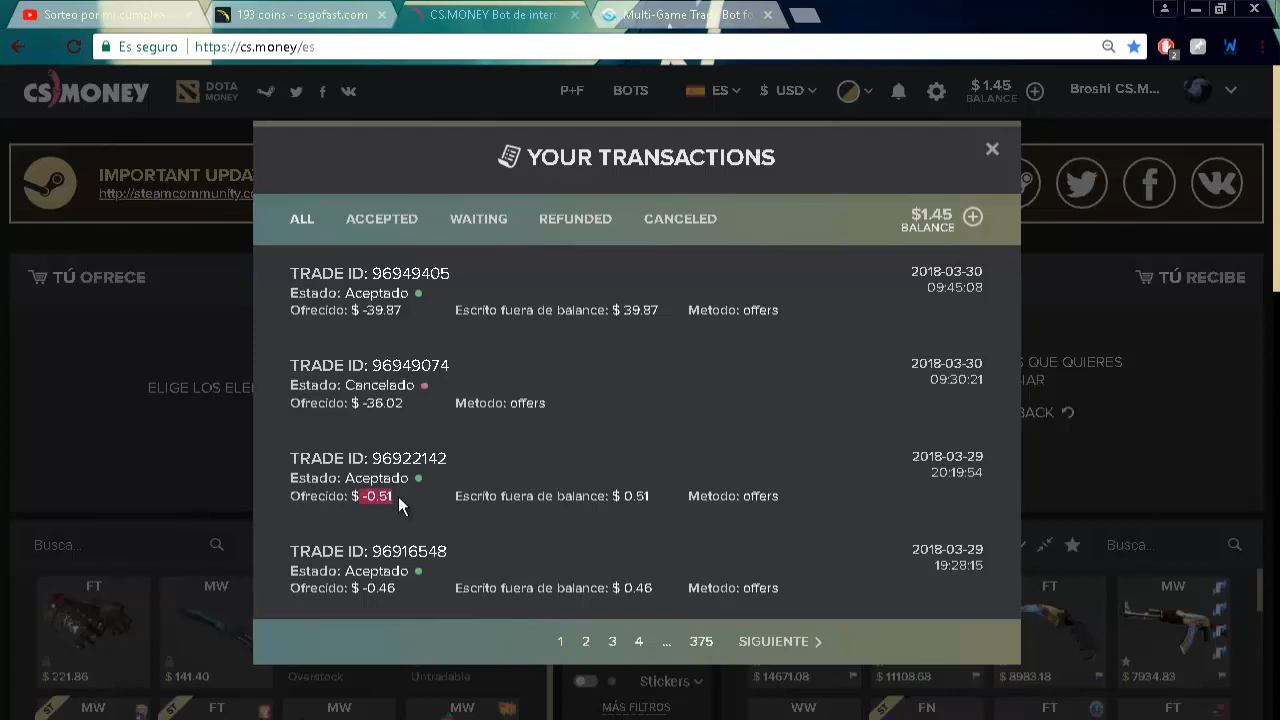 Sorteo por mi cumplea
193 coins - csgofast.com
CS.MONEY Bot de interc
Multi-Game Trade Bot fo
Es seguro
https://cs.money/es
2
CS MONEY
DOTA MONEY
P+F
BOTS
ES
$ USD
$ 1.45
BALANCE
Broshi CS.M...
IMPORTANT UPDA
http://steamcommunity.co
YOUR TRANSACTIONS
ALL
ACCEPTED
WAITING
REFUNDED
CANCELED
$1.45
BALANCE
TÚ OFRECE
TÚ RECIBE
TRADE ID: 96949405
2018-03-30
Estado: Aceptado
09:45:08
Ofrecido: $ -39.87
Escrito fuera de balance: $ 39.87
Metodo: offers
TRADE ID: 96949074
2018-03-30
Estado: Cancelado
09:30:21
Ofrecido: $ -36.02
Metodo: offers
ELIGE LOS ELE
QUE QUIERES
IAR
BACK
TRADE ID: 96922142
2018-03-29
Estado: Aceptado
20:19:54
Ofrecido: $ -0.51
Escrito fuera de balance: $ 0.51
Metodo: offers
TRADE ID: 96916548
2018-03-29
Estado: Aceptado
19:28:15
Ofrecido: $ -0.46
Escrito fuera de balance: $ 0.46
Metodo: offers
Busca...
Busca...
1 2 3 4 ... 375 SIGUIENTE
FT
MW
FT
MW
$ 221.86
$ 141.40
Overstock
Untradable
Stickers
$ 14671.08
$ 11108.68
$ 8983.18
$ 7934.83
MÁS FILTROS
ST
MW
ST
FT
MW
MW
WW
ST
FN
FT
MW